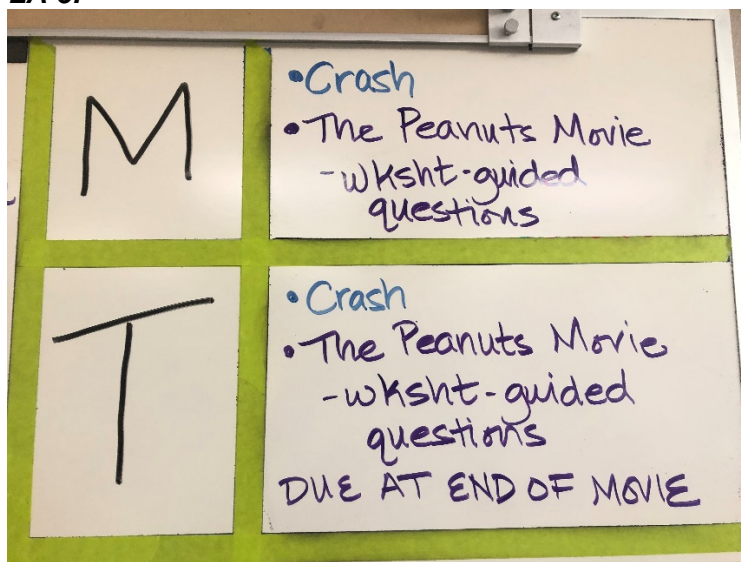 M
•Crash
•The Peanuts Movie
-wksht-guided
questions
T
•Crash
•The Peanuts Movie
-wksht-guided
questions
DUE AT END OF MOVIE